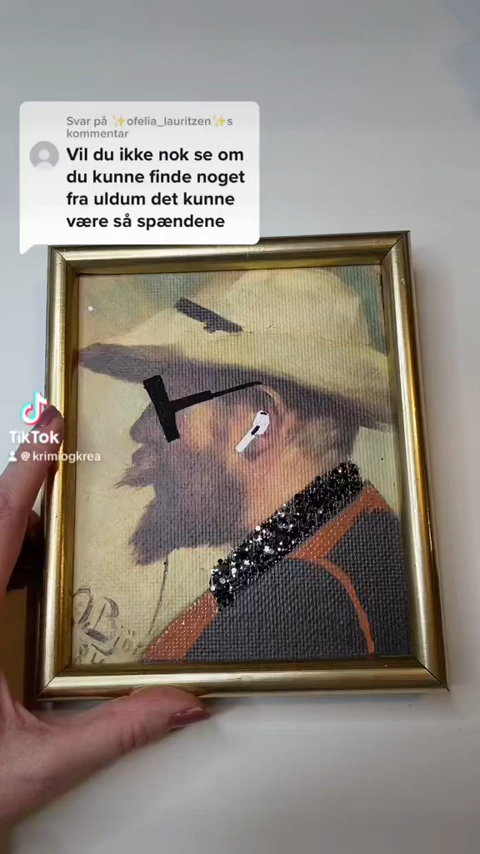 Svar på ✨ofelia_lauritzen✨s
kommentar
Vil du ikke nok se om
du kunne finde noget
fra uldum det kunne
være så spændene
TikTok
@krimiogkrea